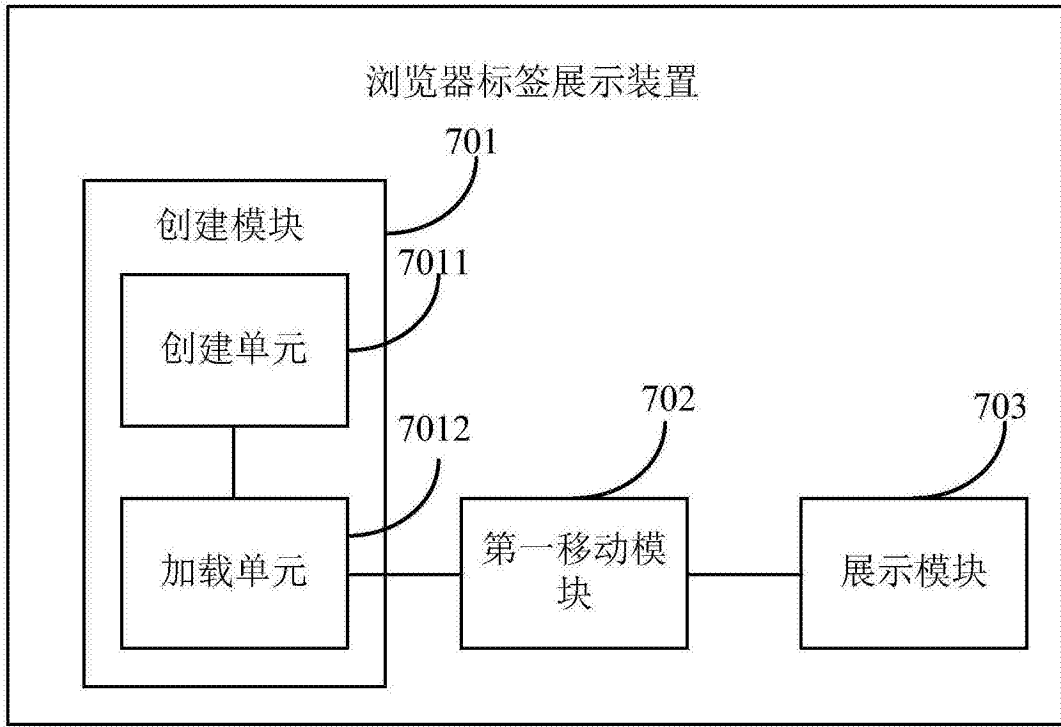 浏览器标签展示装置
701
创建模块
7011
创建单元
7012
加载单元
702
第一移动模
块
703
展示模块